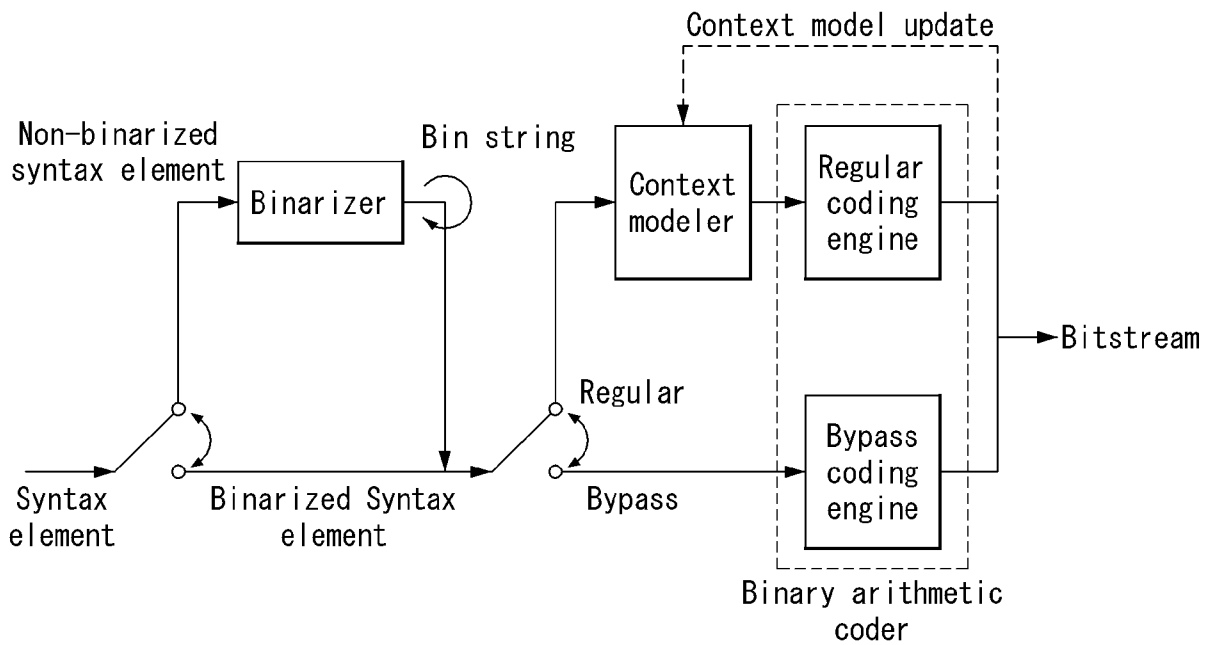 Context model update
Non-binarized
syntax element
Bin string
Binarizer
Context
modeler
Regular
coding
engine
Bitstream
Regular
Bypass
coding
engine
Syntax
element
Binarized Syntax
element
Bypass
Binary arithmetic
coder